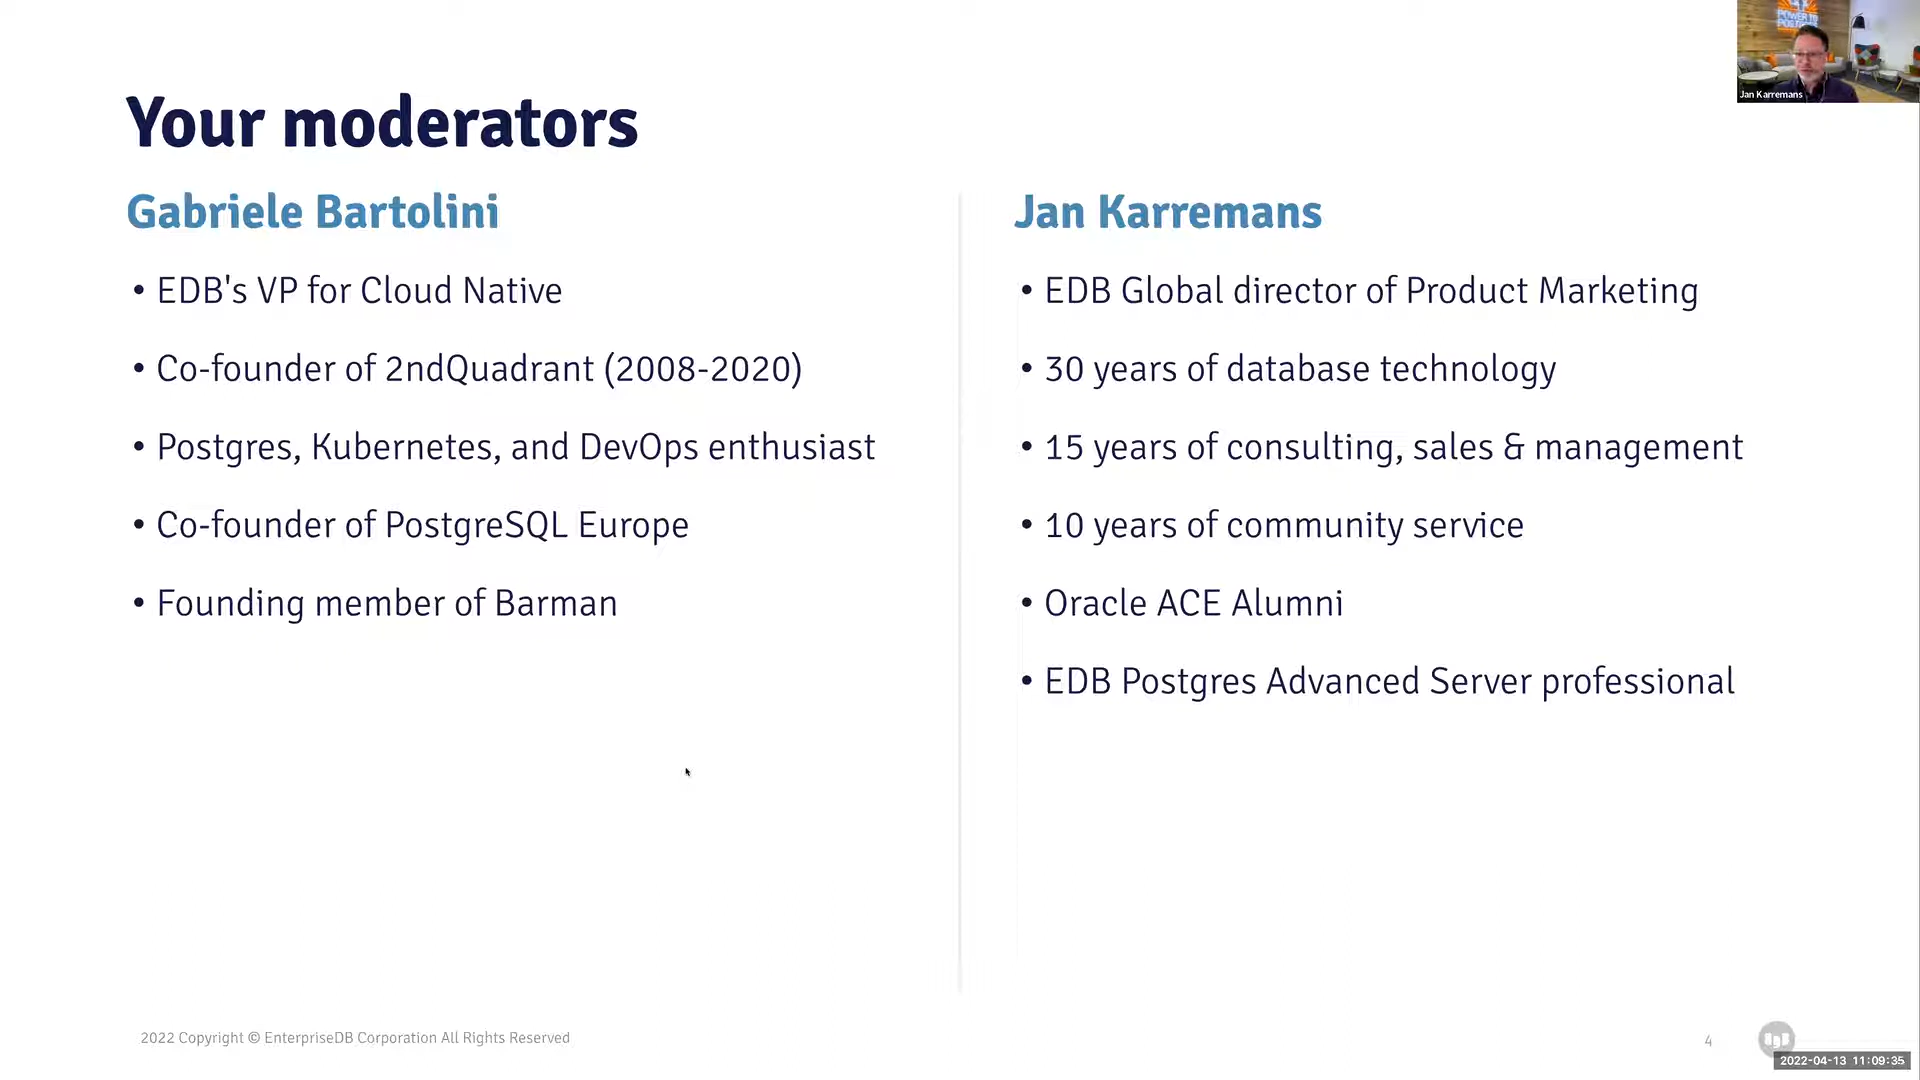 POWER TO
POSTGRES
Jan Karremans
Your moderators
Gabriele Bartolini
• EDB's VP for Cloud Native
• Co-founder of 2ndQuadrant (2008-2020)
• Postgres, Kubernetes, and DevOps enthusiast
• Co-founder of PostgreSQL Europe
• Founding member of Barman
Jan Karremans
• EDB Global director of Product Marketing
• 30 years of database technology
• 15 years of consulting, sales & management
• 10 years of community service
• Oracle ACE Alumni
• EDB Postgres Advanced Server professional
2022 Copyright © EnterpriseDB Corporation All Rights Reserved
4
2022-04-13 11:09:35